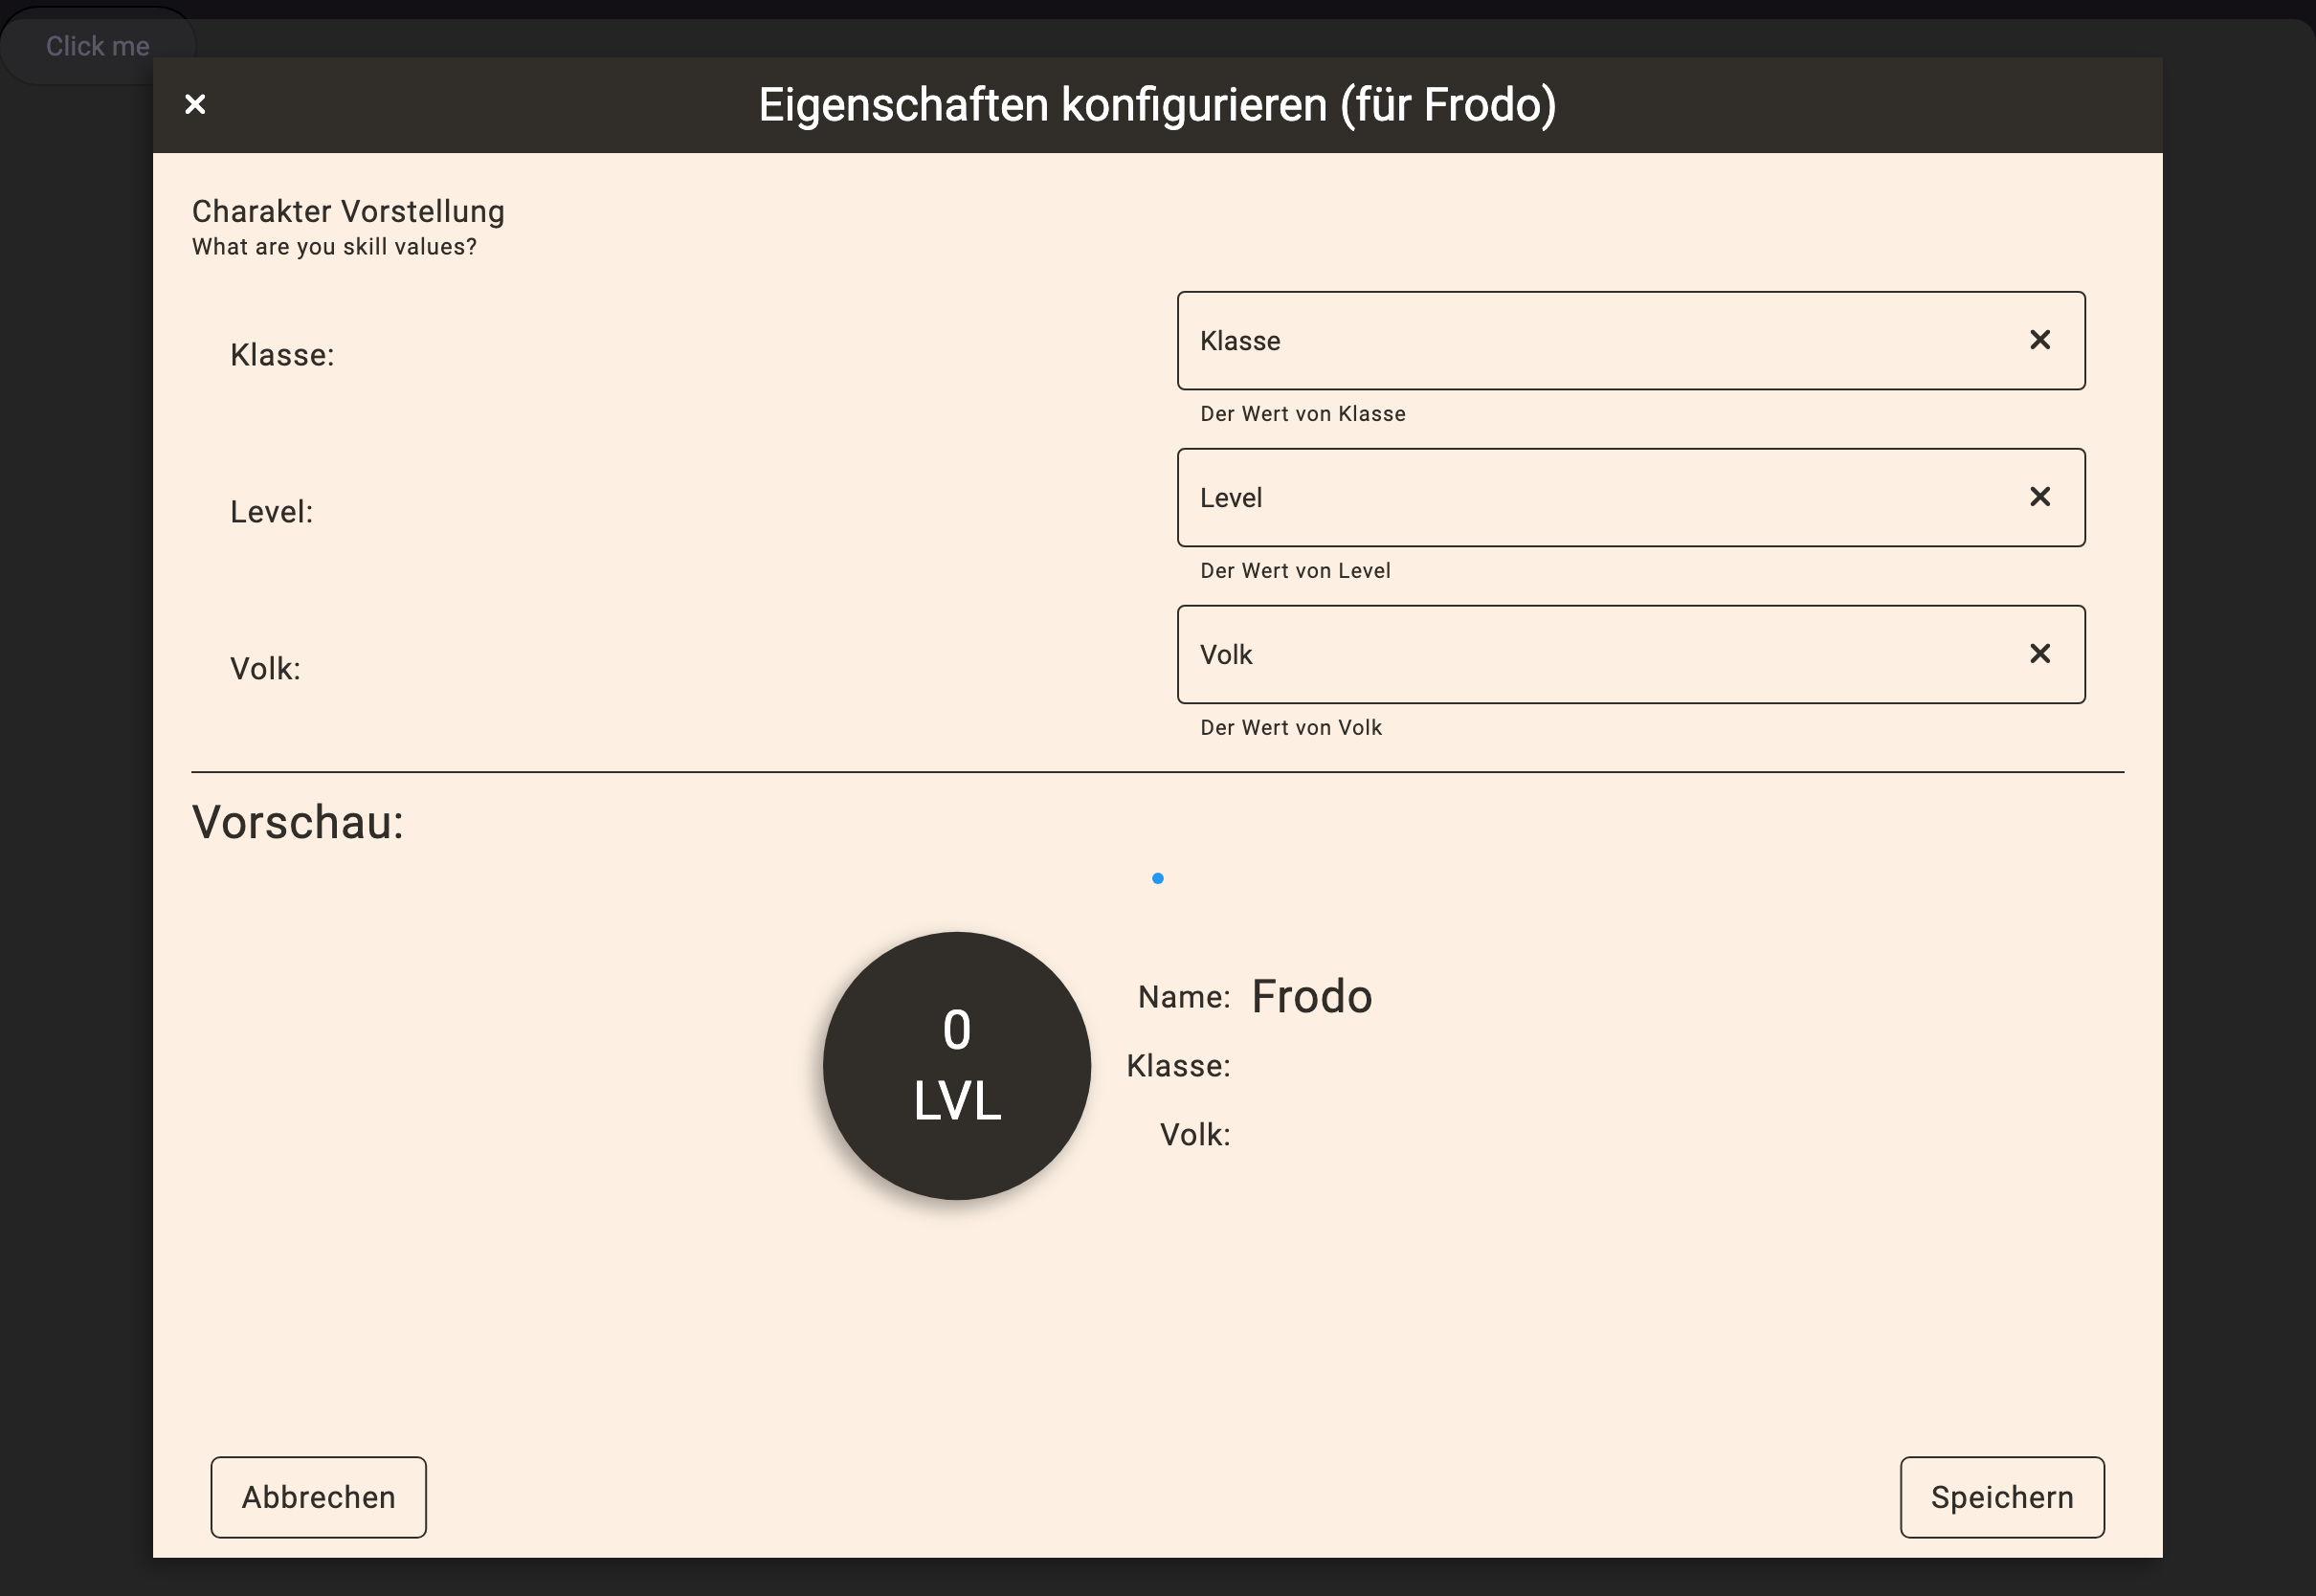 Click me
Eigenschaften konfigurieren (für Frodo)
Charakter Vorstellung
What are you skill values?
Klasse:
Klasse
Der Wert von Klasse
Level:
Level
Der Wert von Level
Volk:
Volk
Der Wert von Volk
Vorschau:
0
LVL
Name: Frodo
Klasse:
Volk:
Abbrechen
Speichern